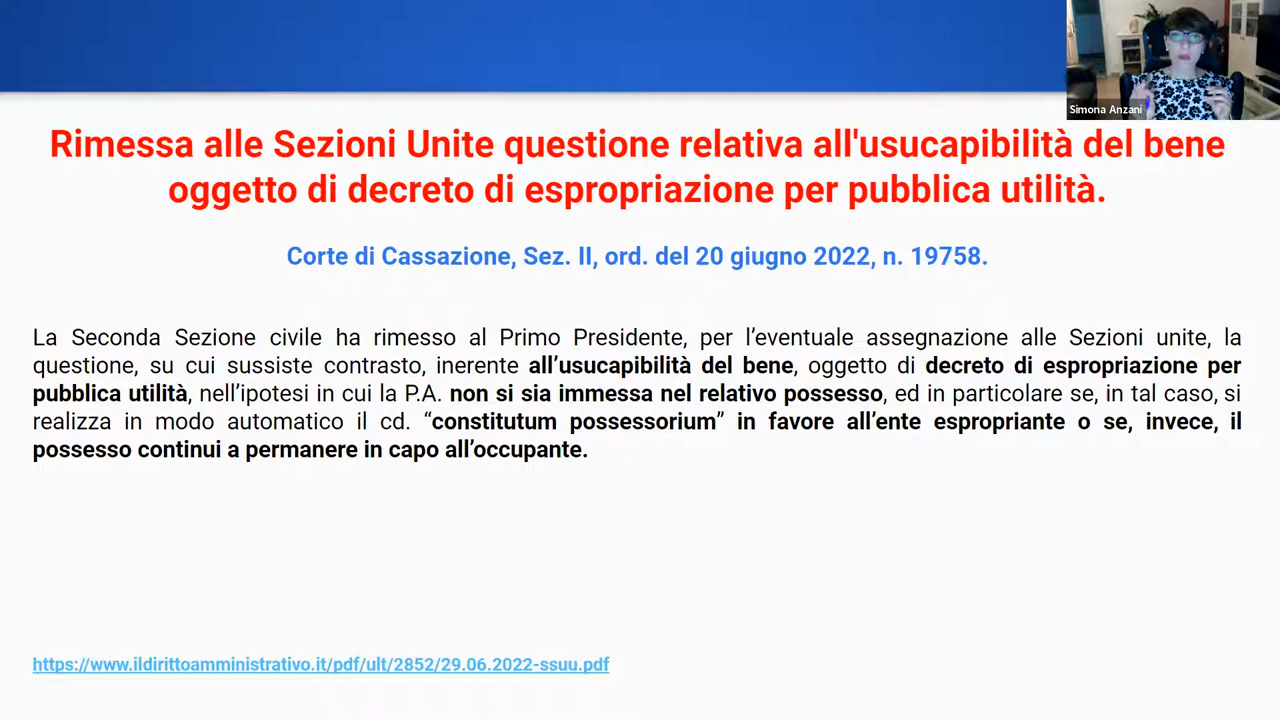 Simona Anzani
Rimessa alle Sezioni Unite questione relativa all'usucapibilità del bene
oggetto di decreto di espropriazione per pubblica utilità.
Corte di Cassazione, Sez. II, ord. del 20 giugno 2022, n. 19758.
La Seconda Sezione civile ha rimesso al Primo Presidente, per l’eventuale assegnazione alle Sezioni unite, la
questione, su cui sussiste contrasto, inerente all’usucapibilità del bene, oggetto di decreto di espropriazione per
pubblica utilità, nell’ipotesi in cui la P.A. non si sia immessa nel relativo possesso, ed in particolare se, in tal caso, si
realizza in modo automatico il cd. “constitutum possessorium” in favore all’ente espropriante o se, invece, il
possesso continui a permanere in capo all’occupante.
https://www.ildirittoamministrativo.it/pdf/ult/2852/29.06.2022-ssuu.pdf